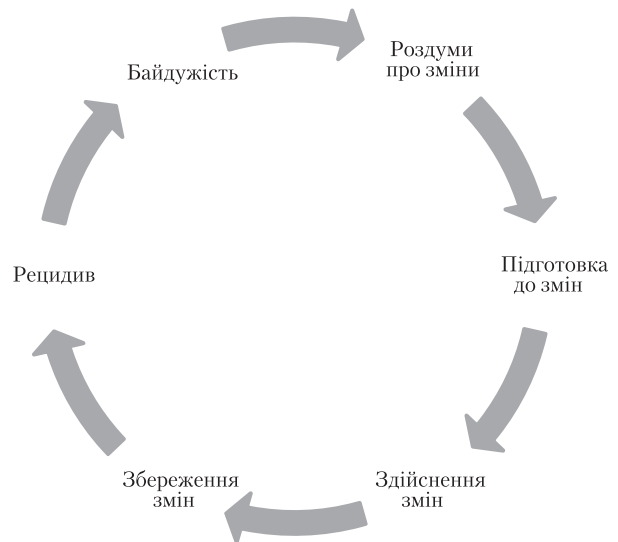 Байдужість
Роздуми
про зміни
Підготовка
до змін
Здійснення
змін
Збереження
змін
Рецидив